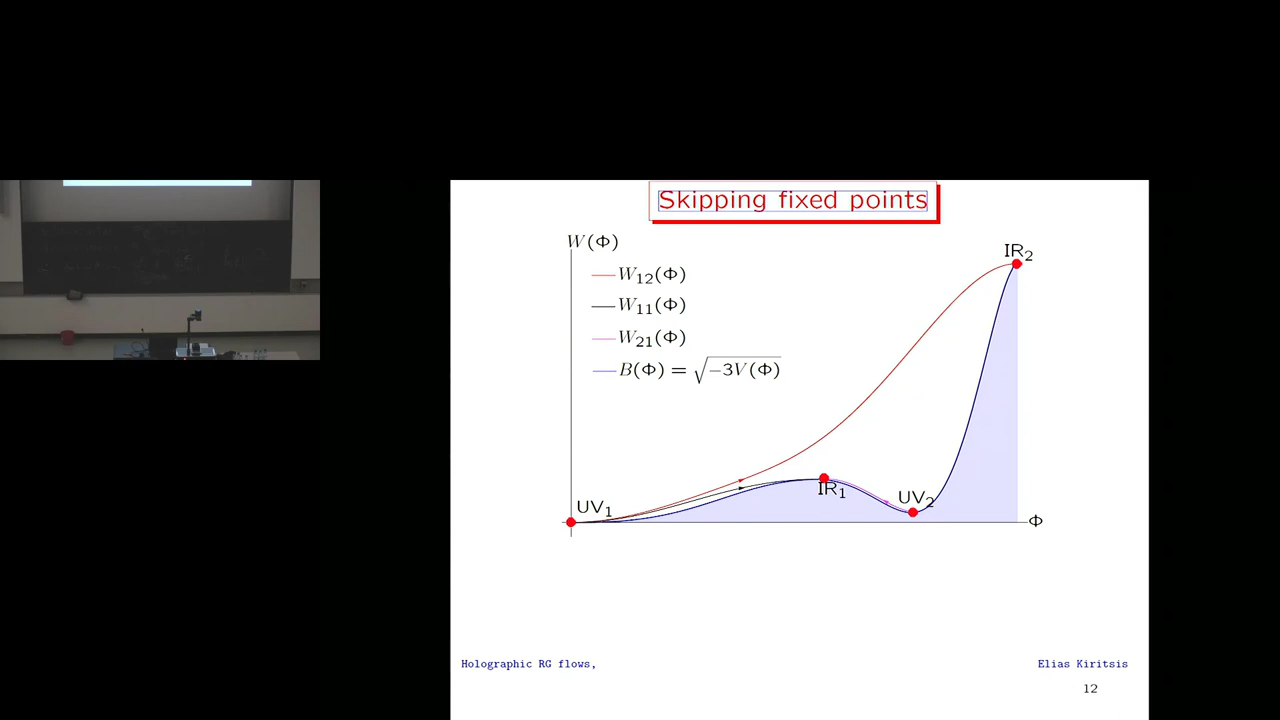 Skipping fixed points
W(Φ)
W₁₂(Φ)
W₁₁(Φ)
W₂₁(Φ)
B(Φ) = √−3V(Φ)
IR₂
IR₁
UV₂
UV₁
Φ
Holographic RG flows,
Elias Kiritsis
12